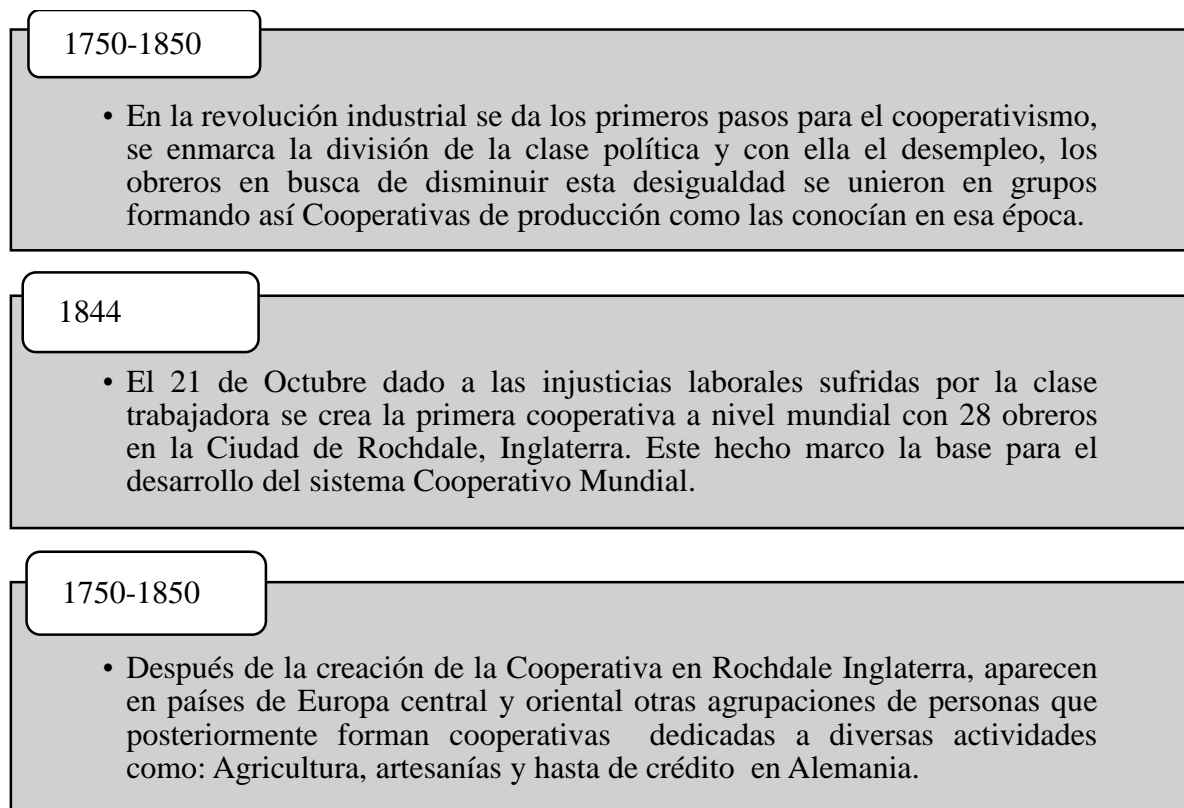 1750-1850
• En la revolución industrial se da los primeros pasos para el cooperativismo,
se enmarca la división de la clase política y con ella el desempleo, los
obreros en busca de disminuir esta desigualdad se unieron en grupos
formando así Cooperativas de producción como las conocían en esa época.
1844
• El 21 de Octubre dado a las injusticias laborales sufridas por la clase
trabajadora se crea la primera cooperativa a nivel mundial con 28 obreros
en la Ciudad de Rochdale, Inglaterra. Este hecho marco la base para el
desarrollo del sistema Cooperativo Mundial.
1750-1850
• Después de la creación de la Cooperativa en Rochdale Inglaterra, aparecen
en países de Europa central y oriental otras agrupaciones de personas que
posteriormente forman cooperativas dedicadas a diversas actividades
como: Agricultura, artesanías y hasta de crédito en Alemania.